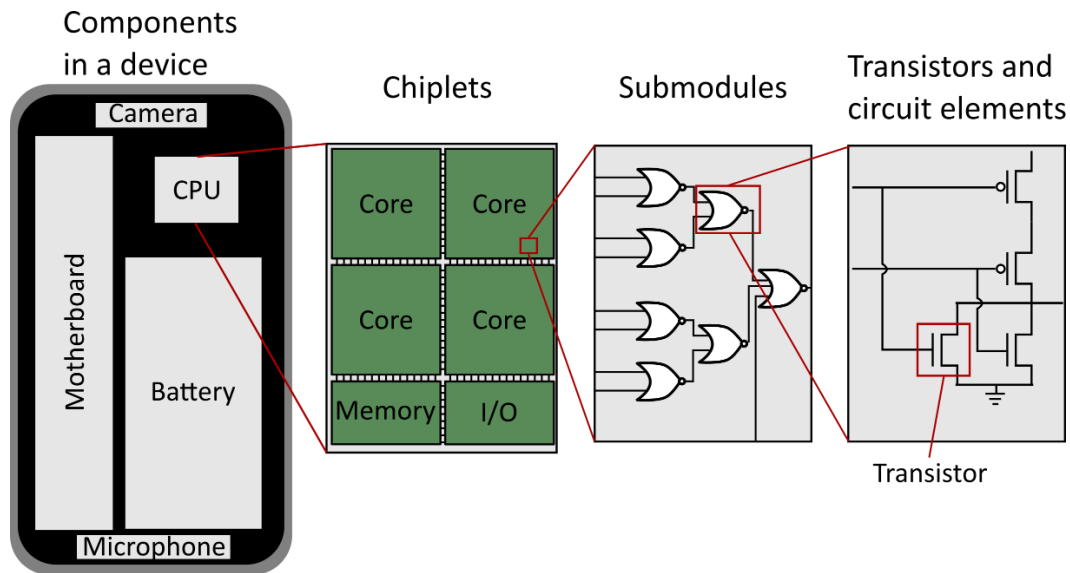 Components
in a device
Chiplets
Submodules
Transistors and
circuit elements
Camera
CPU
Motherboard
Battery
Microphone
Core
Core
Core
Core
Memory
I/O
Transistor